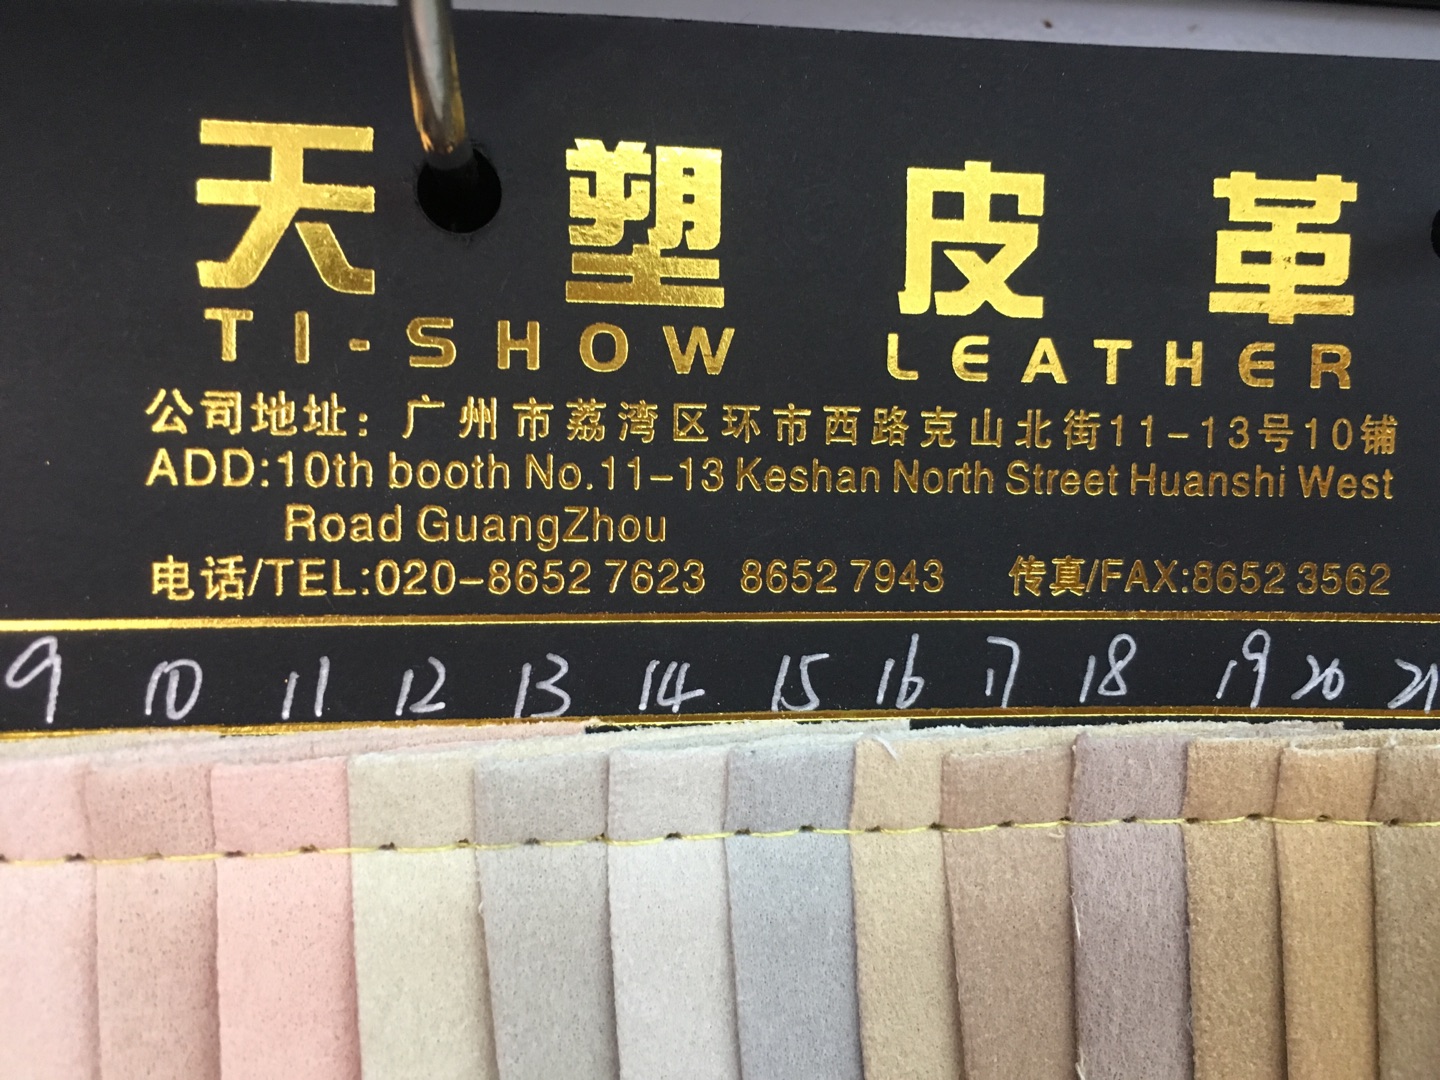 天塑皮革
TI-SHOW LEATHER
公司地址：广州市荔湾区环市西路克山北街11-13号10铺
ADD:10th booth No.11-13 Keshan North Street Huanshi West
Road GuangZhou
电话/TEL:020-8652 7623 8652 7943 传真/FAX:8652 3562
9 10 11 12 13 14 15 16 17 18 19 20 21